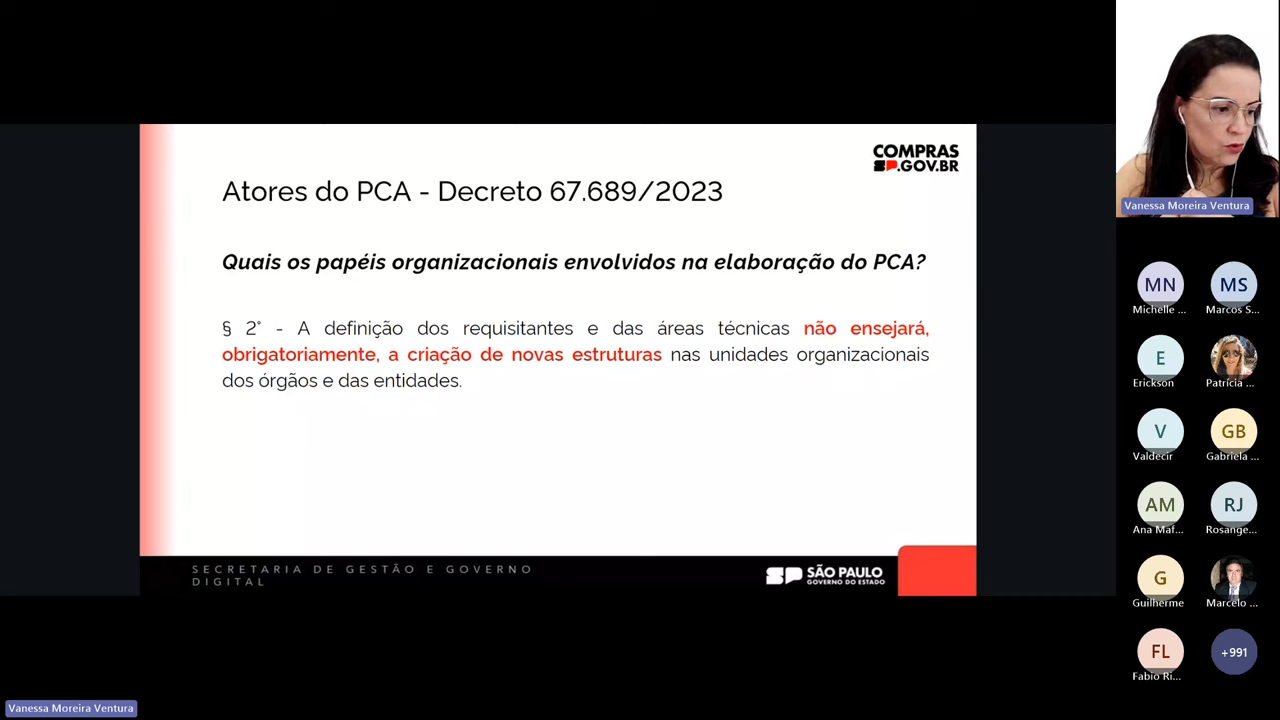 COMPRAS
SP.GOV.BR
Atores do PCA - Decreto 67.689/2023
Quais os papéis organizacionais envolvidos na elaboração do PCA?
§ 2° - A definição dos requisitantes e das áreas técnicas não ensejará,
obrigatoriamente, a criação de novas estruturas nas unidades organizacionais
dos órgãos e das entidades.
SECRETARIA DE GESTÃO E GOVERNO
DIGITAL
SP SÃO PAULO
GOVERNO DO ESTADO
Vanessa Moreira Ventura
MN
MS
Michelle ...
Marcos S...
E
Erickson
Patrícia ...
V
GB
Valdecir
Gabriela ...
AM
RJ
Ana Maf...
Rosange...
G
Guilherme
Marcelo ...
FL
+991
Fabio Ri...
Vanessa Moreira Ventura